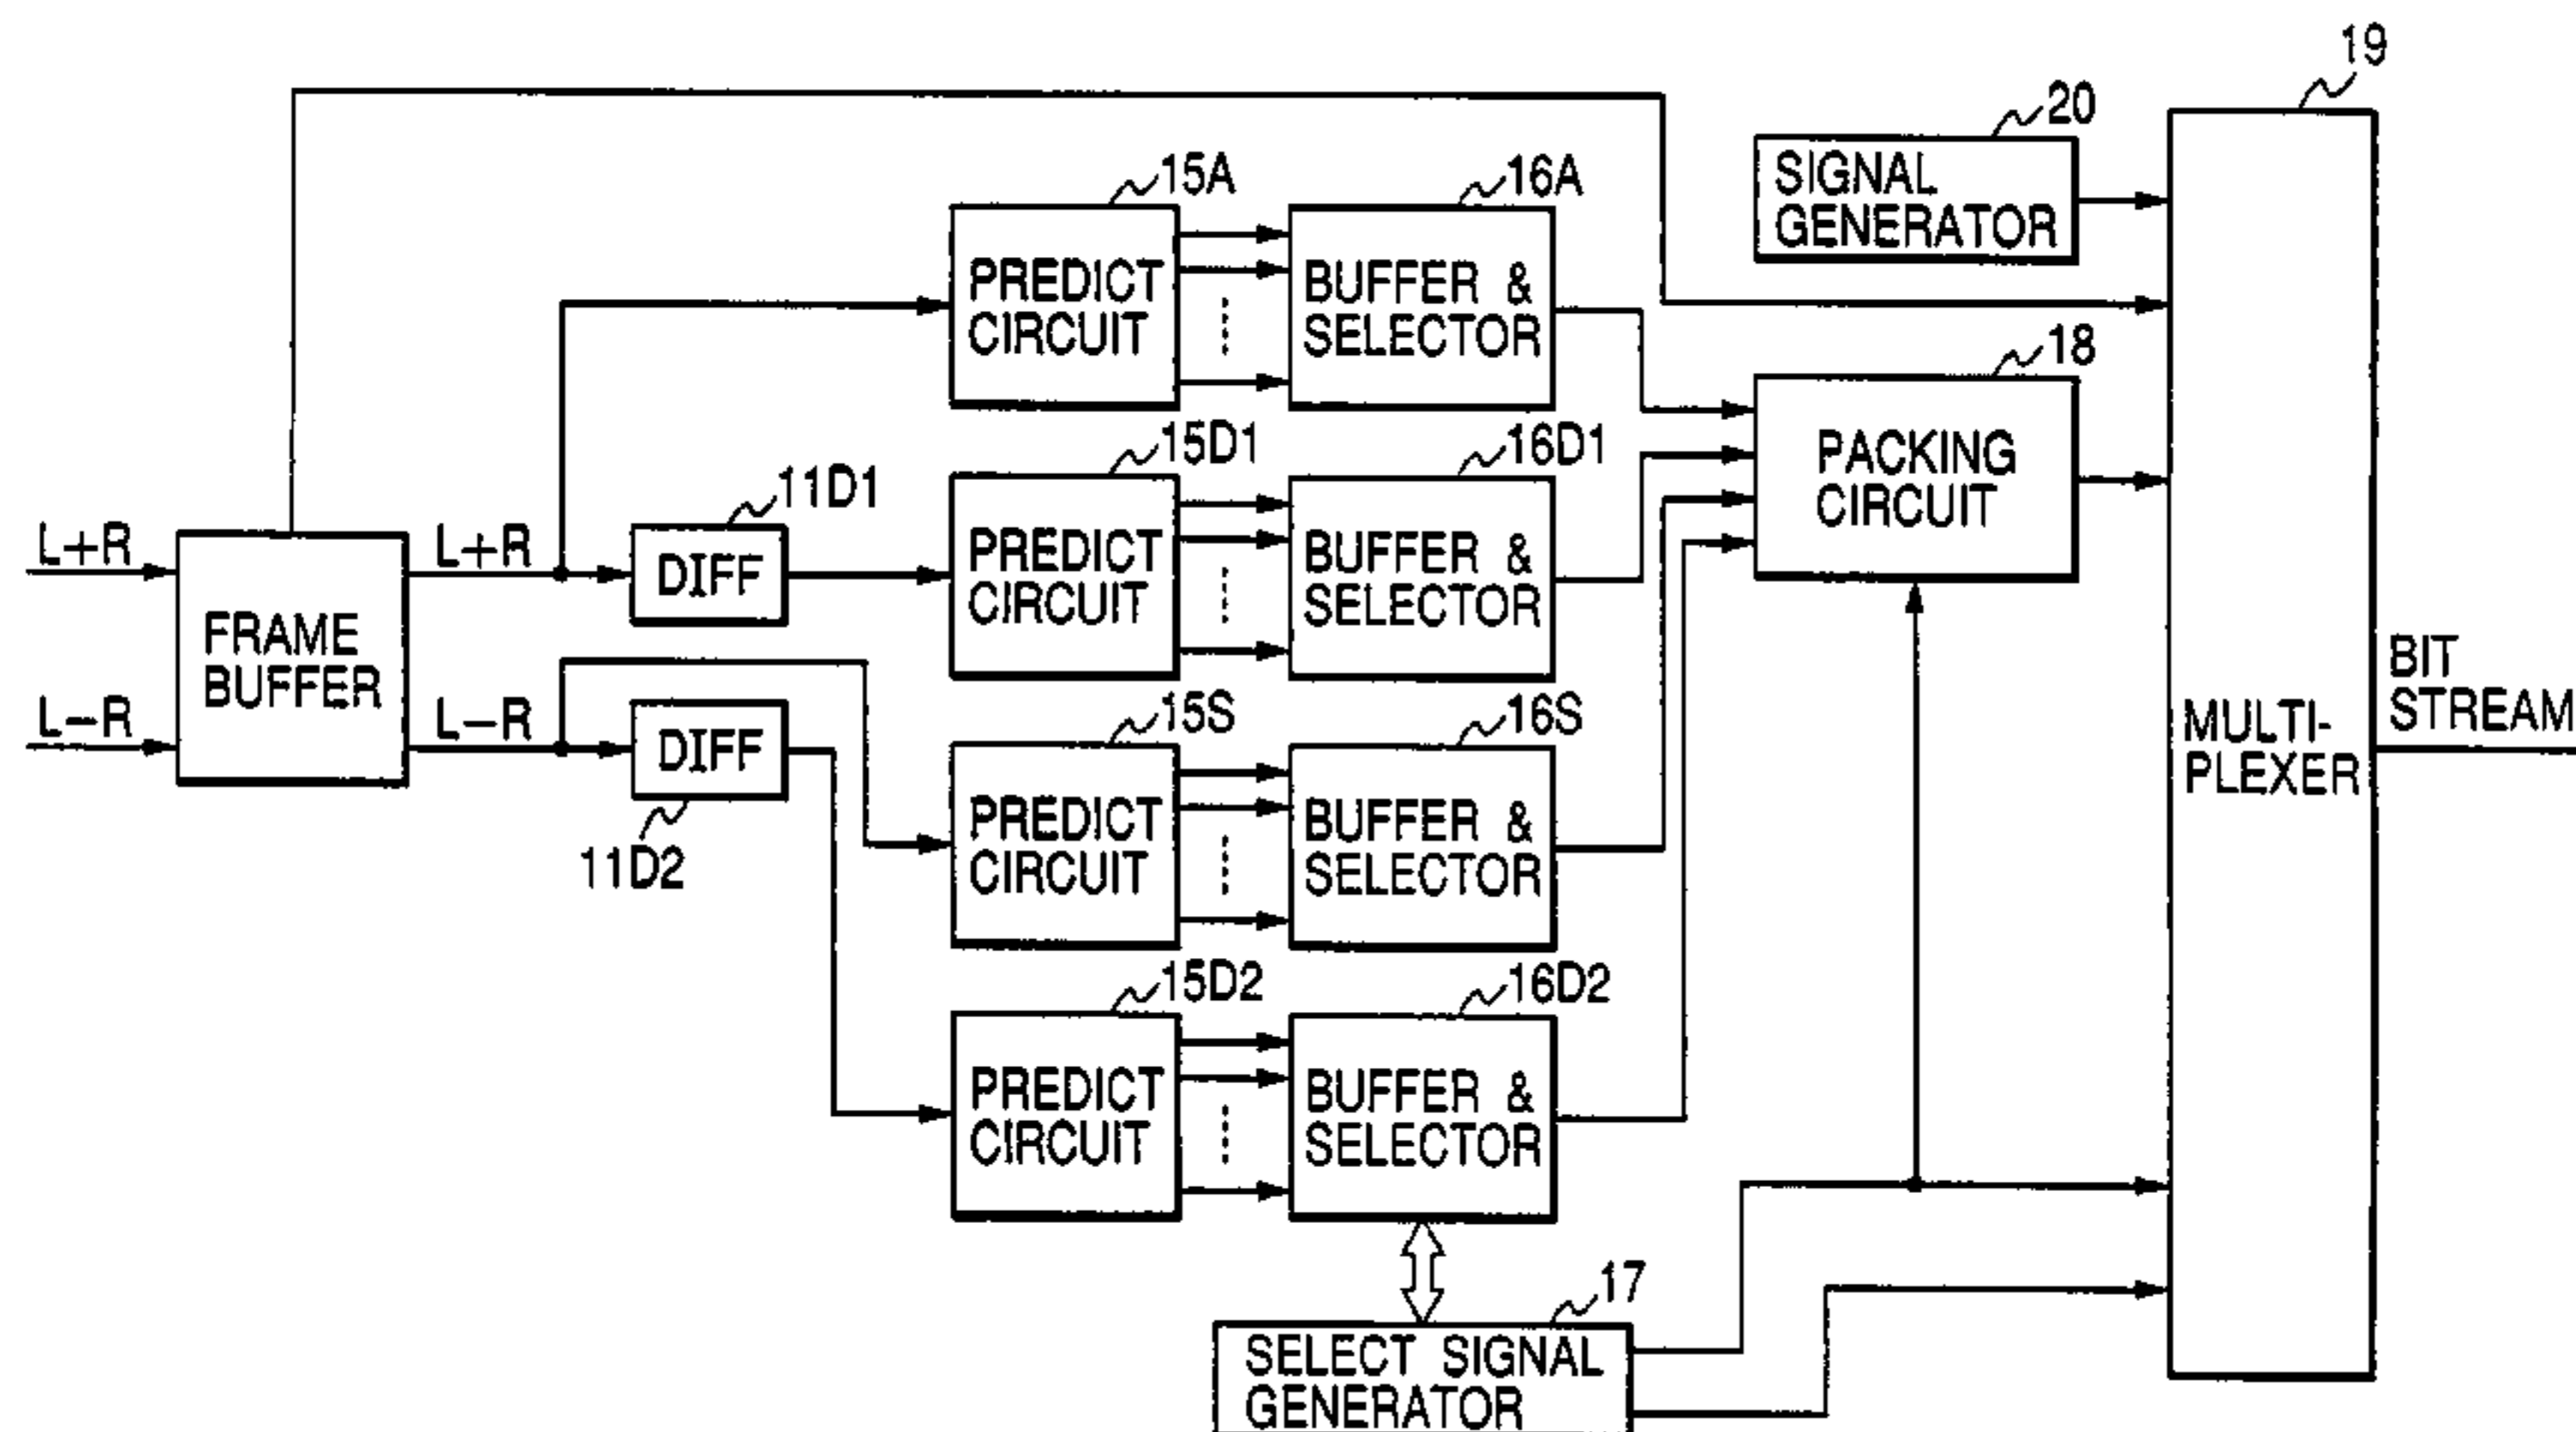 19
20
SIGNAL
GENERATOR
15A
16A
PREDICT
CIRCUIT
BUFFER &
SELECTOR
18
PACKING
CIRCUIT
15D1
16D1
11D1
L+R
L+R
DIFF
PREDICT
CIRCUIT
BUFFER &
SELECTOR
FRAME
BUFFER
L−R
L−R
DIFF
11D2
15S
16S
PREDICT
CIRCUIT
BUFFER &
SELECTOR
MULTI-
PLEXER
BIT
STREAM
15D2
16D2
PREDICT
CIRCUIT
BUFFER &
SELECTOR
17
SELECT SIGNAL
GENERATOR